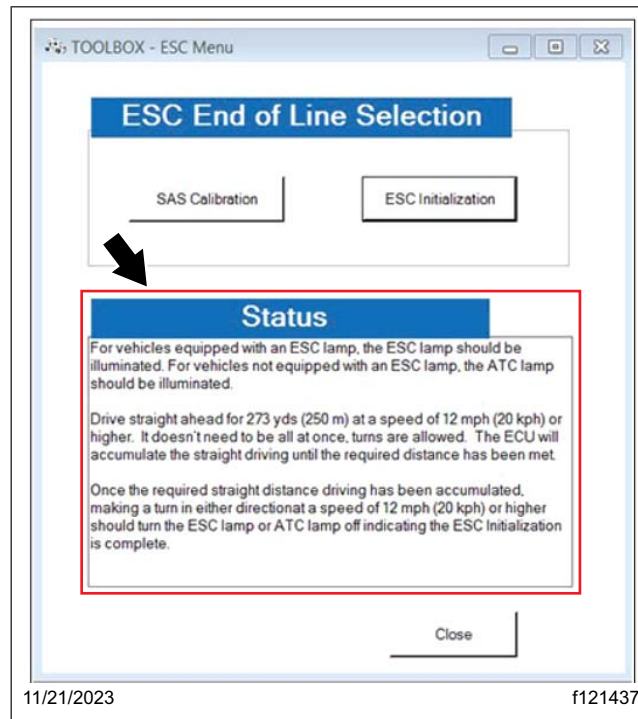 TOOLBOX - ESC Menu
ESC End of Line Selection
SAS Calibration
ESC Initialization
Status
For vehicles equipped with an ESC lamp, the ESC lamp should be
illuminated. For vehicles not equipped with an ESC lamp, the ATC lamp
should be illuminated.
Drive straight ahead for 273 yds (250 m) at a speed of 12 mph (20 kph) or
higher. It doesn't need to be all at once, turns are allowed. The ECU will
accumulate the straight driving until the required distance has been met.
Once the required straight distance driving has been accumulated,
making a turn in either directionat a speed of 12 mph (20 kph) or higher
should turn the ESC lamp or ATC lamp off indicating the ESC Initialization
is complete.
Close
11/21/2023
f121437